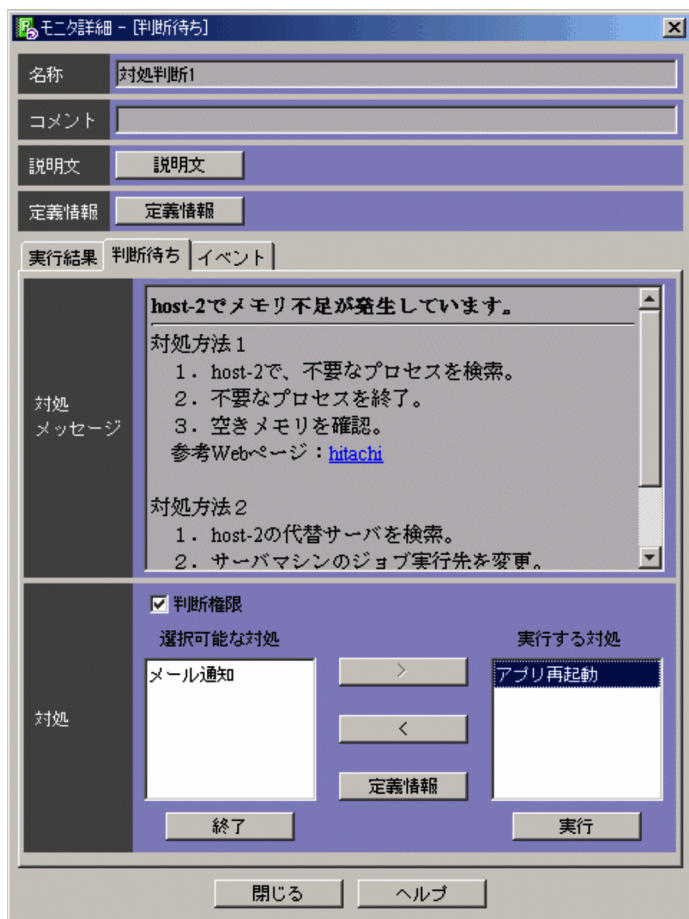 モニタ詳細 - [判断待ち]
名称 対処判断1
コメント
説明文 説明文
定義情報 定義情報
実行結果 判断待ち イベント
host-2でメモリ不足が発生しています。
対処方法1
1. host-2で、不要なプロセスを検索。
2. 不要なプロセスを終了。
3. 空きメモリを確認。
参考Webページ：hitachi
対処方法2
1. host-2の代替サーバを検索。
2. サーバマシンのジョブ実行先を変更。
対処
メッセージ
判断権限
選択可能な対処 実行する対処
メール通知 > アプリ再起動
対処
<
定義情報
終了 実行
閉じる ヘルプ